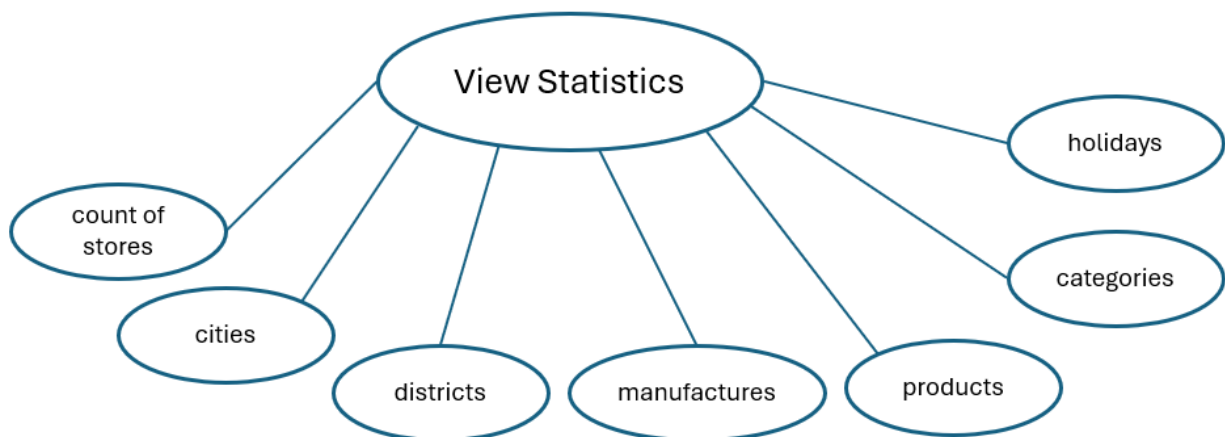 View Statistics
holidays
count of
stores
categories
cities
districts
manufactures
products